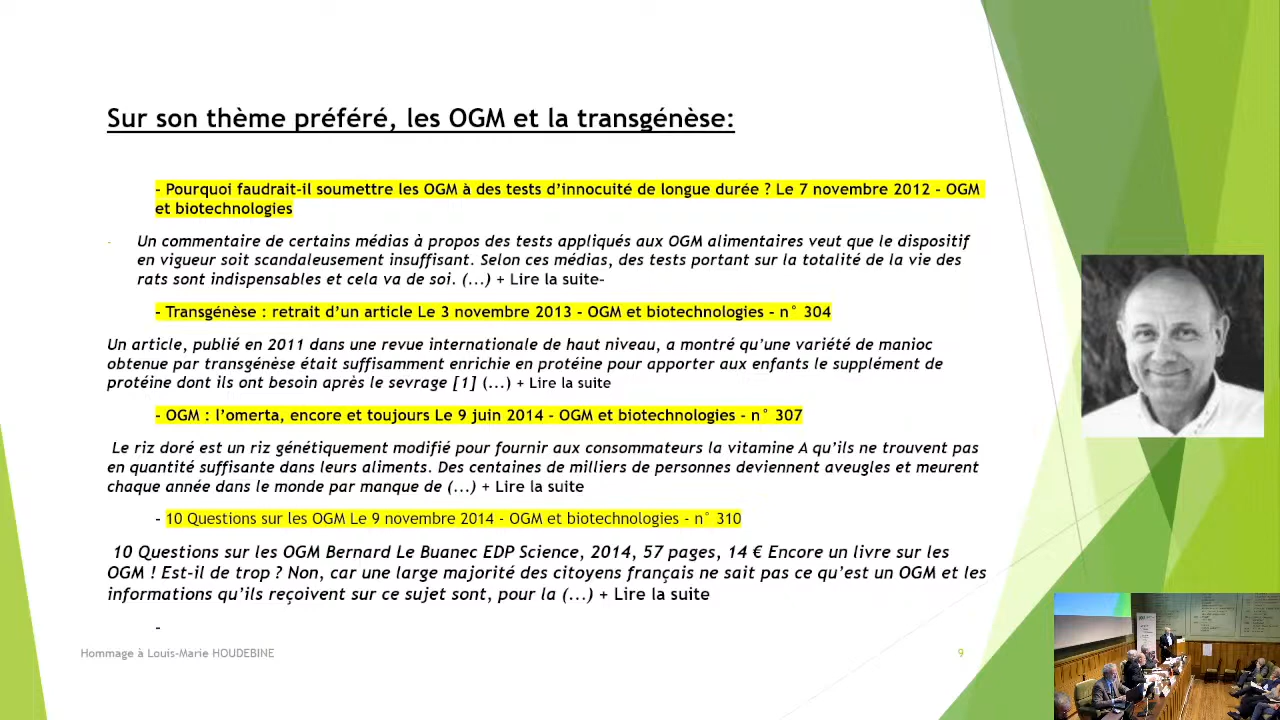 Sur son thème préféré, les OGM et la transgénèse:
- Pourquoi faudrait-il soumettre les OGM à des tests d'innocuité de longue durée ? Le 7 novembre 2012 - OGM
et biotechnologies
- Un commentaire de certains médias à propos des tests appliqués aux OGM alimentaires veut que le dispositif
en vigueur soit scandaleusement insuffisant. Selon ces médias, des tests portant sur la totalité de la vie des
rats sont indispensables et cela va de soi. (...) + Lire la suite-
- Transgénèse : retrait d'un article Le 3 novembre 2013 - OGM et biotechnologies - n° 304
Un article, publié en 2011 dans une revue internationale de haut niveau, a montré qu'une variété de manioc
obtenue par transgénèse était suffisamment enrichie en protéine pour apporter aux enfants le supplément de
protéine dont ils ont besoin après le sevrage [1] (...) + Lire la suite
- OGM : l'omerta, encore et toujours Le 9 juin 2014 - OGM et biotechnologies - n° 307
Le riz doré est un riz génétiquement modifié pour fournir aux consommateurs la vitamine A qu'ils ne trouvent pas
en quantité suffisante dans leurs aliments. Des centaines de milliers de personnes deviennent aveugles et meurent
chaque année dans le monde par manque de (...) + Lire la suite
- 10 Questions sur les OGM Le 9 novembre 2014 - OGM et biotechnologies - n° 310
10 Questions sur les OGM Bernard Le Buanec EDP Science, 2014, 57 pages, 14 € Encore un livre sur les
OGM ! Est-il de trop ? Non, car une large majorité des citoyens français ne sait pas ce qu'est un OGM et les
informations qu'ils reçoivent sur ce sujet sont, pour la (...) + Lire la suite
-
Hommage à Louis-Marie HOUDEBINE
9